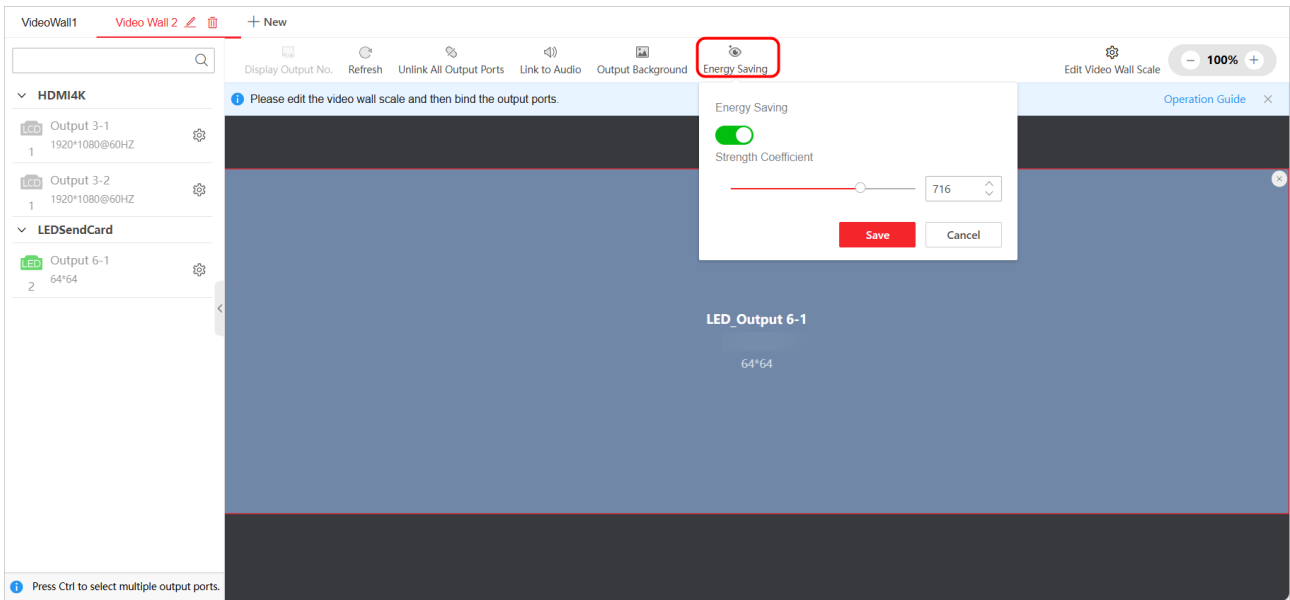 VideoWall1
Video Wall 2
New
Display Output No.
Refresh
Unlink All Output Ports
Link to Audio
Output Background
Energy Saving
Edit Video Wall Scale
100%
HDMI4K
Please edit the video wall scale and then bind the output ports.
Operation Guide
LCD
Output 3-1
1920*1080@60HZ
1
LCD
Output 3-2
1920*1080@60HZ
1
LEDSendCard
LED
Output 6-1
64*64
2
Energy Saving
Strength Coefficient
716
Save
Cancel
LED_Output 6-1
64*64
Press Ctrl to select multiple output ports.